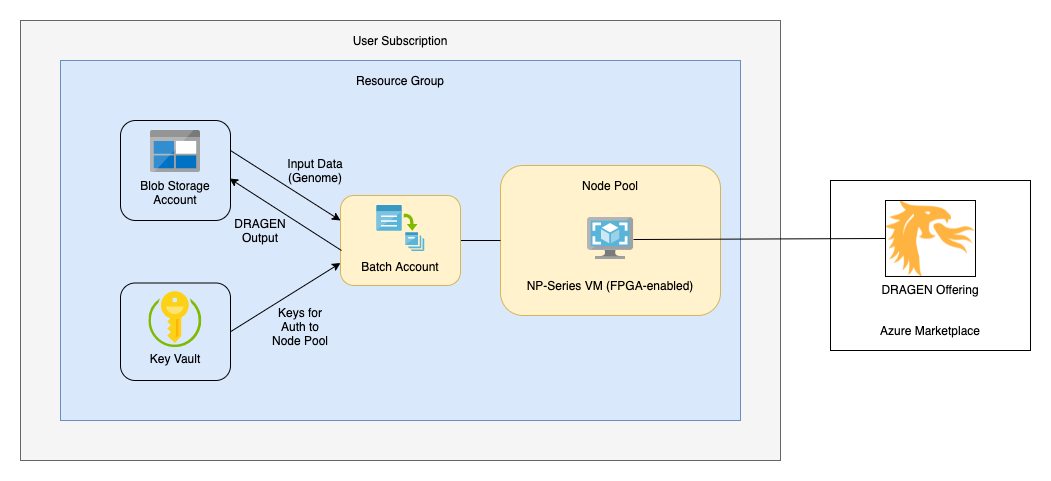 User Subscription
Resource Group
Blob Storage
Account
Input Data
(Genome)
DRAGEN
Output
Batch Account
Key Vault
Keys for
Auth to
Node Pool
Node Pool
NP-Series VM (FPGA-enabled)
DRAGEN Offering
Azure Marketplace